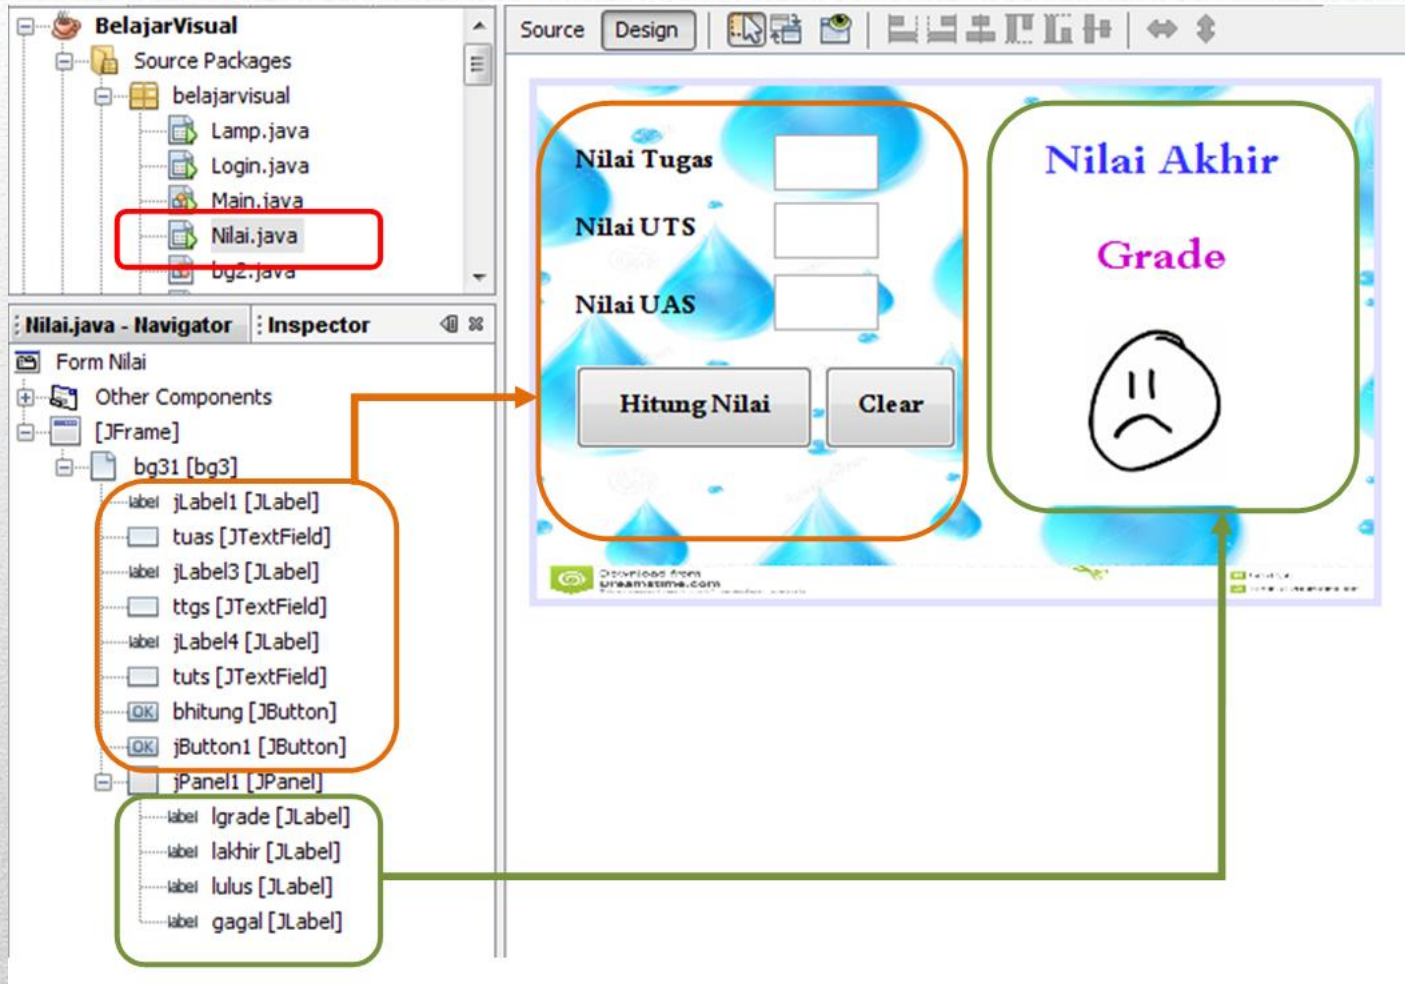 BelajarVisual
Source Packages
belajarvisual
Lamp.java
Login.java
Main.java
Nilai.java
bg2.java
Nilai.java - Navigator
Inspector
Form Nilai
Other Components
[JFrame]
bg31 [bg3]
label jLabel1 [JLabel]
tuas [JTextField]
label jLabel3 [JLabel]
ttgs [JTextField]
label jLabel4 [JLabel]
tuts [JTextField]
OK bhitung [JButton]
OK jButton1 [JButton]
jPanel1 [JPanel]
label lgrade [JLabel]
label lakhir [JLabel]
label lulus [JLabel]
label gagal [JLabel]
Source Design
Nilai Tugas
Nilai UTS
Nilai UAS
Hitung Nilai
Clear
Nilai Akhir
Grade
Download from
Dreamstime.com